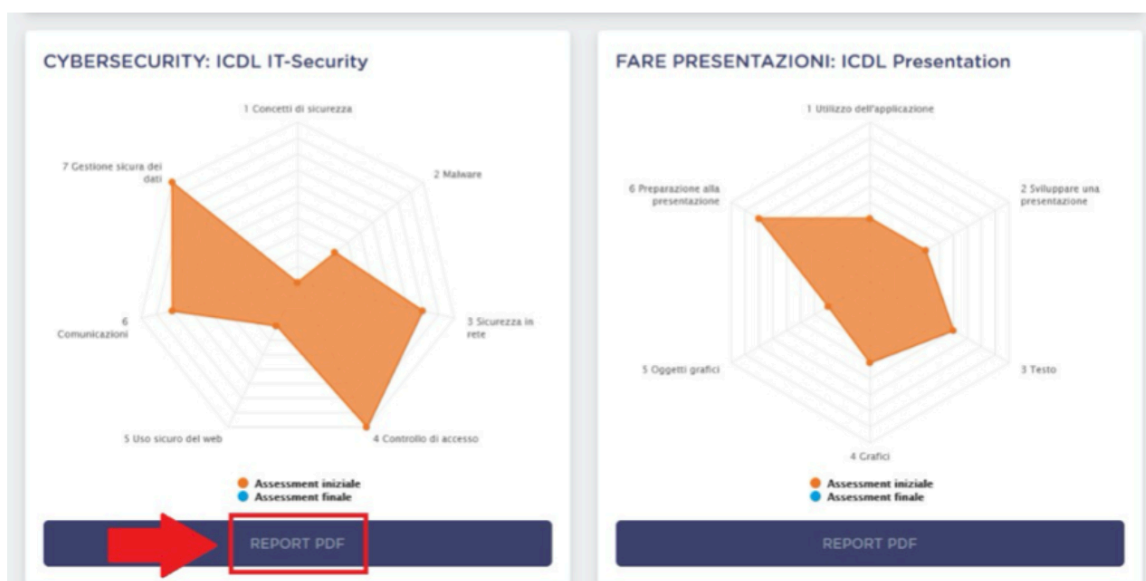 CYBERSECURITY: ICDL IT-Security
1 Concetti di sicurezza
2 Malware
3 Sicurezza in
rete
4 Controllo di accesso
5 Uso sicuro del web
6
Comunicazioni
7 Gestione sicura dei
dati
Assessment iniziale
Assessment finale
REPORT PDF
FARE PRESENTAZIONI: ICDL Presentation
1 Utilizzo dell'applicazione
2 Sviluppare una
presentazione
3 Testo
4 Grafici
5 Oggetti grafici
6 Preparazione alla
presentazione
Assessment iniziale
Assessment finale
REPORT PDF